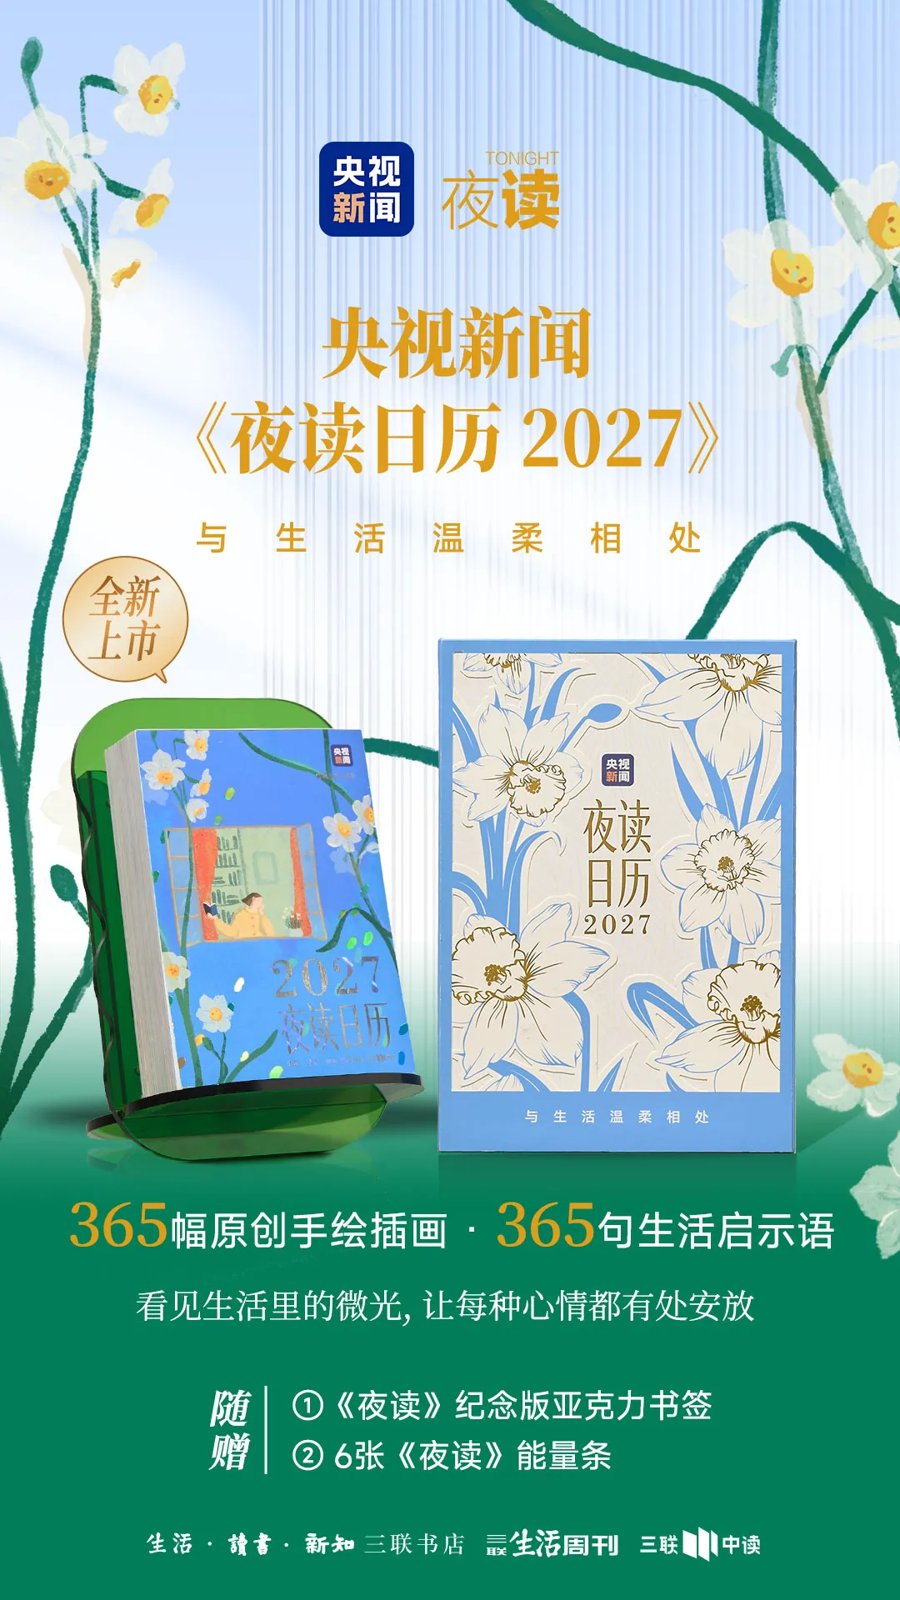 央视
新闻
TONIGHT
夜读
央视新闻
《夜读日历 2027》
与生活温柔相处
全新
上市
央视
新闻
2027
夜读日历
央视
新闻
夜读
日历
2027
与生活温柔相处
365幅原创手绘插画 · 365句生活启示语
看见生活里的微光, 让每种心情都有处安放
随赠
① 《夜读》纪念版亚克力书签
② 6张《夜读》能量条
生活 · 讀書 · 新知 三联书店 三联生活周刊 三联中读